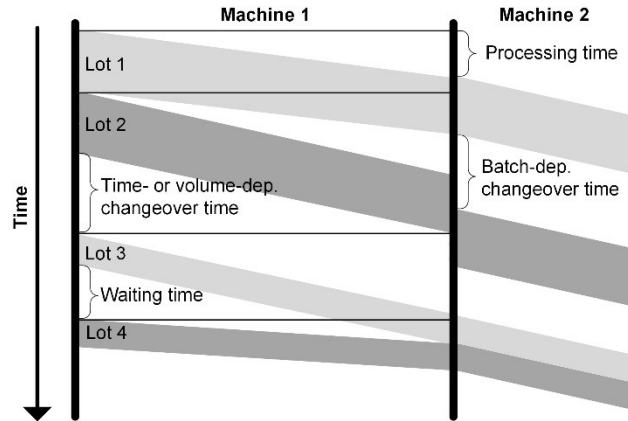 Machine 1
Machine 2
Processing time
Lot 1
Lot 2
Batch-dep.
changeover time
Time- or volume-dep.
changeover time
Time
Lot 3
Waiting time
Lot 4